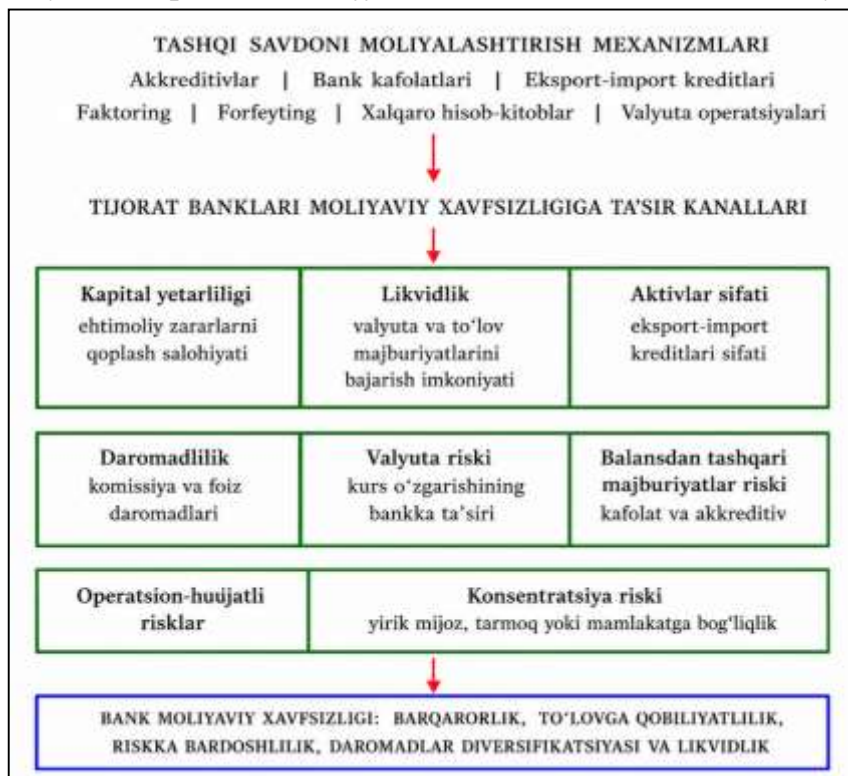 TASHQI SAVDONI MOLIYALASHTIRISH MEXANIZMLARI
Akkreditivlar | Bank kafolatlari | Eksport-import kreditlari
Faktoring | Forfeyting | Xalqaro hisob-kitoblar | Valyuta operatsiyalari
TIJORAT BANKLARI MOLIYAVIY XAVFSIZLIGIGA TA’SIR KANALLARI
Kapital yetarliligi
ehtimoliy zararlarni
qoplash salohiyati
Likvidlik
valyuta va to‘lov
majburiyatlarini
bajarish imkoniyati
Aktivlar sifati
eksport-import
kreditlari sifati
Daromadlilik
komissiya va foiz
daromadlari
Valyuta riski
kurs o‘zgarishining
bankka ta’siri
Balansdan tashqari
majburiyatlar riski
kafolat va akkreditiv
Operatsion-huüjatli
risklar
Konsentratsiya riski
yirik mijoz, tarmoq yoki mamlakatga bog‘liqlik
BANK MOLIYAVIY XAVFSIZLIGI: BARQARORLIK, TO‘LOVGA QOBILIYATLILIK,
RISKKA BARDOSHLILIK, DAROMADLAR DIVERSIFIKATSIYASI VA LIKVIDLIK